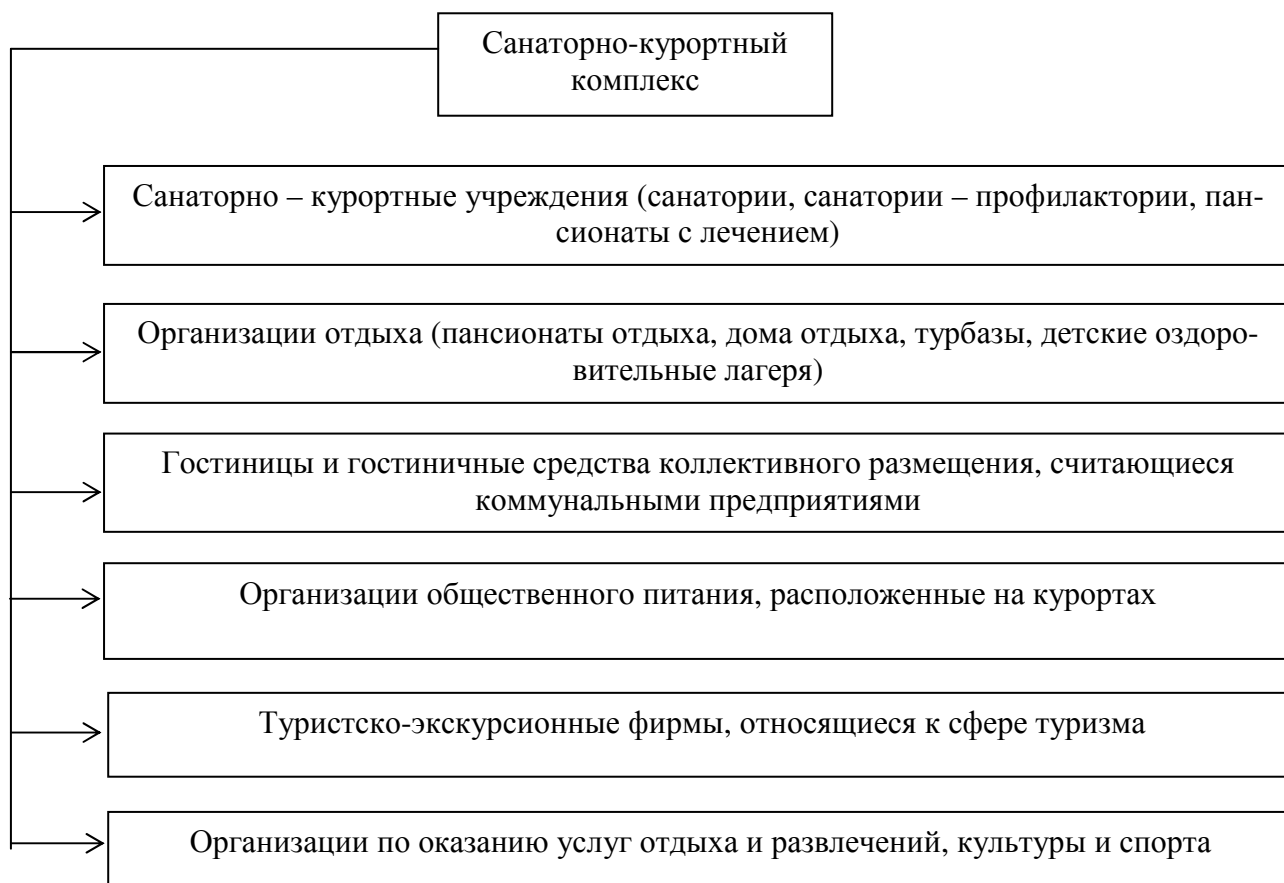 Санаторно-курортный
комплекс
Санаторно – курортные учреждения (санатории, санатории – профилактории, пан-
сионаты с лечением)
Организации отдыха (пансионаты отдыха, дома отдыха, турбазы, детские оздоро-
вительные лагеря)
Гостиницы и гостиничные средства коллективного размещения, считающиеся
коммунальными предприятиями
Организации общественного питания, расположенные на курортах
Туристско-экскурсионные фирмы, относящиеся к сфере туризма
Организации по оказанию услуг отдыха и развлечений, культуры и спорта